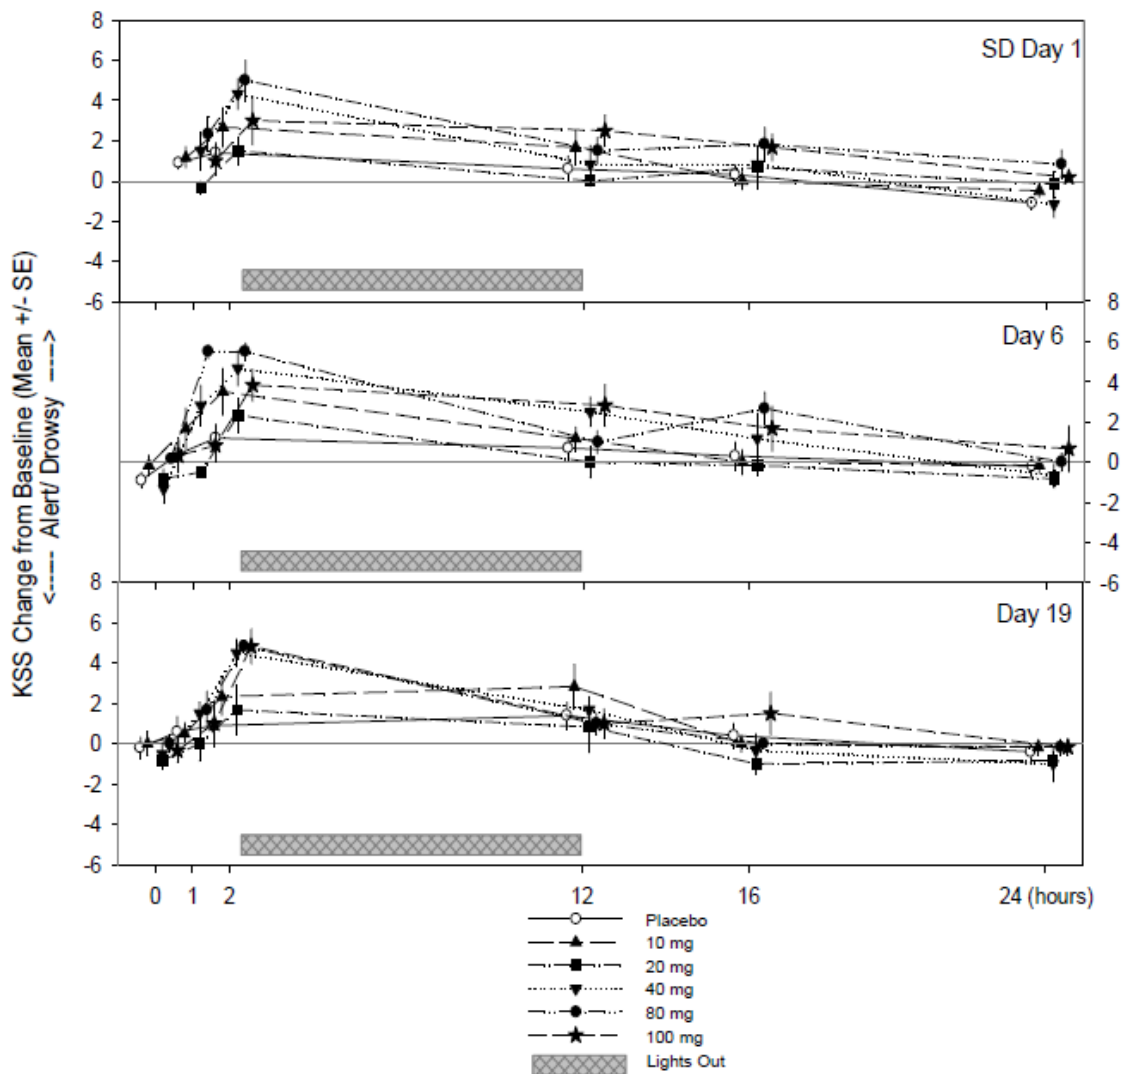 SD Day 1
8
6
4
2
0
-2
-4
-6
Day 6
8
6
4
2
0
-2
-4
-6
Day 19
8
6
4
2
0
-2
-4
-6
KSS Change from Baseline (Mean +/- SE)
<----- Alert/ Drowsy ----->
0 1 2 12 16 24 (hours)
Placebo
10 mg
20 mg
40 mg
80 mg
100 mg
Lights Out